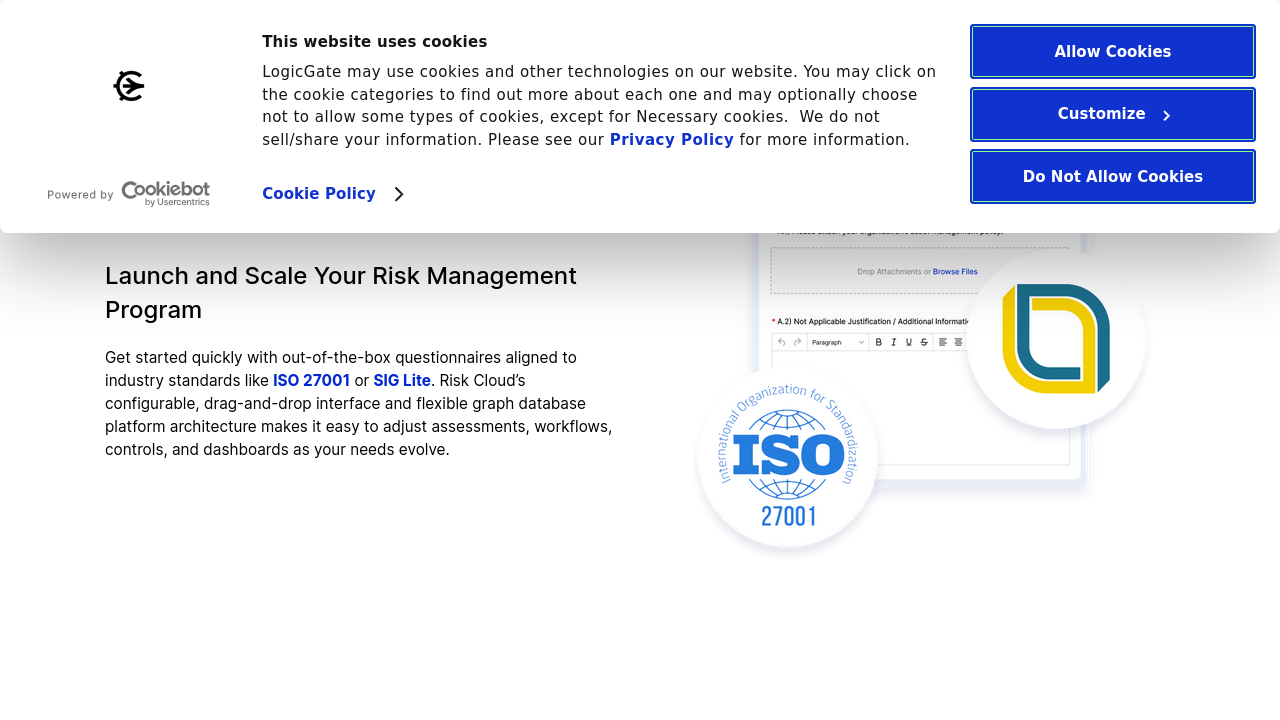 This website uses cookies
LogicGate may use cookies and other technologies on our website. You may click on
the cookie categories to find out more about each one and may optionally choose
not to allow some types of cookies, except for Necessary cookies.  We do not
sell/share your information. Please see our Privacy Policy for more information.
Cookie Policy
Powered by Cookiebot
by Usercentrics
Allow Cookies
Customize
Do Not Allow Cookies
Launch and Scale Your Risk Management
Program
Get started quickly with out-of-the-box questionnaires aligned to
industry standards like ISO 27001 or SIG Lite. Risk Cloud’s
configurable, drag-and-drop interface and flexible graph database
platform architecture makes it easy to adjust assessments, workflows,
controls, and dashboards as your needs evolve.
Drop Attachments or Browse Files
* A.2) Not Applicable Justification / Additional
Paragraph
B I U S
International Organization for Standardization
ISO
27001